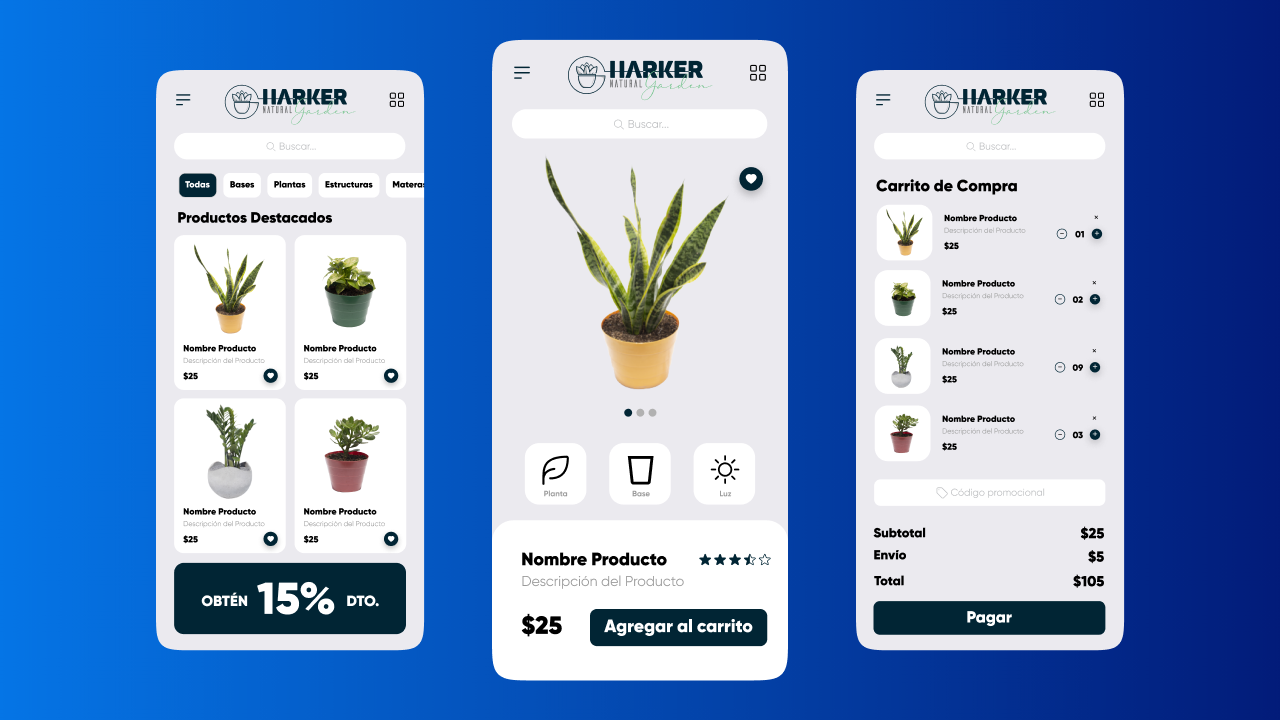 HARKER
NATURAL Garden
Buscar...
Todas Bases Plantas Estructuras Materas
Productos Destacados
Nombre Producto
Descripción del Producto
$25
Nombre Producto
Descripción del Producto
$25
Nombre Producto
Descripción del Producto
$25
Nombre Producto
Descripción del Producto
$25
OBTÉN 15% DTO.
HARKER
NATURAL Garden
Buscar...
Planta Base Luz
Nombre Producto
Descripción del Producto
$25 Agregar al carrito
HARKER
NATURAL Garden
Buscar...
Carrito de Compra
Nombre Producto ×
Descripción del Producto
01
$25
Nombre Producto ×
Descripción del Producto
02
$25
Nombre Producto ×
Descripción del Producto
09
$25
Nombre Producto ×
Descripción del Producto
03
$25
Código promocional
Subtotal $25
Envío $5
Total $105
Pagar